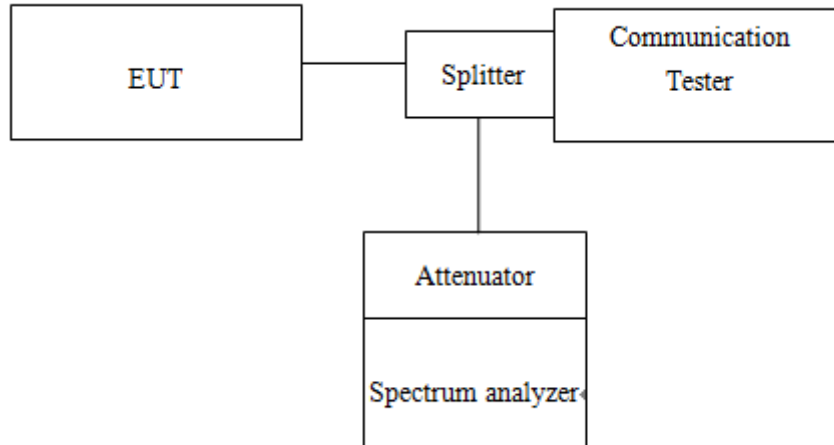 EUT
Splitter
Communication
Tester
Attenuator
Spectrum analyzer